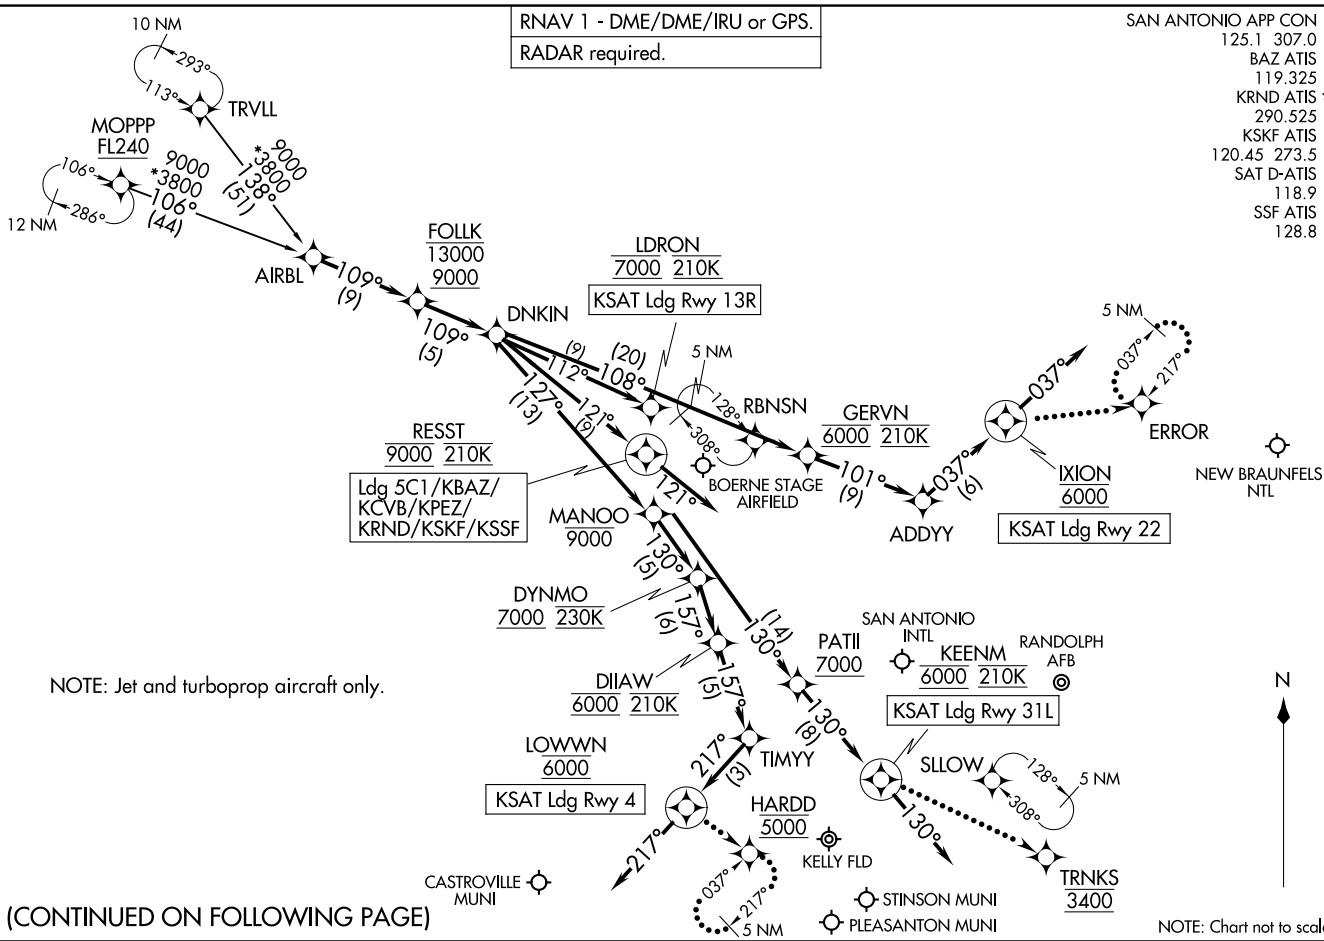 RNAV 1 - DME/DME/IRU or GPS.
RADAR required.
SAN ANTONIO APP CON
125.1 307.0
BAZ ATIS
119.325
KRND ATIS
290.525
KSKF ATIS
120.45 273.5
SAT D-ATIS
118.9
SSF ATIS
128.8
10 NM
293°
113°
TRVLL
MOPPP
FL240
106°
286°
12 NM
9000
*3800
106°
(44)
9000
*3800
138°
(51)
AIRBL
109°
(9)
FOLLK
13000
9000
109°
(5)
DNKIN
LDRON
7000 210K
KSAT Ldg Rwy 13R
(9)
112°
(20)
108°
5 NM
128°
308°
RBNSN
127°
(13)
121°
(9)
121°
RESST
9000 210K
Ldg 5C1/KBAZ/
KCVB/KPEZ/
KRND/KSKF/KSSF
BOERNE STAGE
AIRFIELD
GERVN
6000 210K
101°
(9)
ADDYY
037°
(6)
037°
IXION
6000
KSAT Ldg Rwy 22
5 NM
037°
217°
ERROR
NEW BRAUNFELS
NTL
MANOO
9000
130°
(5)
DYNMO
7000 230K
157°
(6)
(14)
130°
DIIAW
6000 210K
157°
(5)
PATII
7000
SAN ANTONIO
INTL
KEENM
6000 210K
KSAT Ldg Rwy 31L
RANDOLPH
AFB
N
NOTE: Jet and turboprop aircraft only.
130°
(8)
LOWWN
6000
KSAT Ldg Rwy 4
217°
(3)
TIMYY
217°
HARDD
5000
037°
217°
5 NM
KELLY FLD
SLLOW
128°
308°
5 NM
130°
TRNKS
3400
CASTROVILLE
MUNI
STINSON MUNI
PLEASANTON MUNI
(CONTINUED ON FOLLOWING PAGE)
NOTE: Chart not to scale